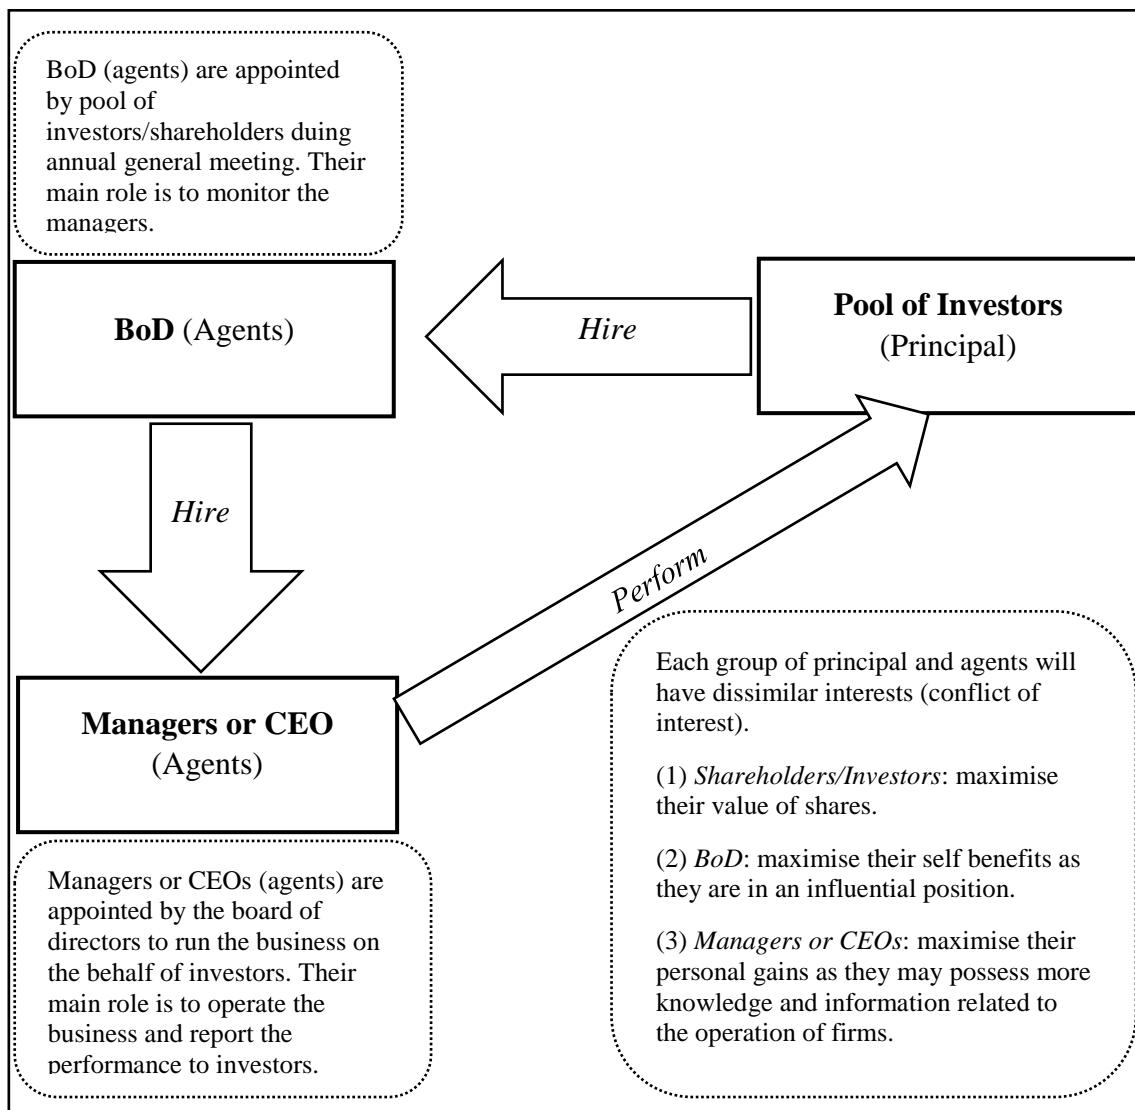 BoD (agents) are appointed
by pool of
investors/shareholders duing
annual general meeting. Their
main role is to monitor the
managers.
BoD (Agents)
Hire
Pool of Investors
(Principal)
Hire
Perform
Managers or CEO
(Agents)
Managers or CEOs (agents) are
appointed by the board of
directors to run the business on
the behalf of investors. Their
main role is to operate the
business and report the
performance to investors.
Each group of principal and agents will
have dissimilar interests (conflict of
interest).
(1) Shareholders/Investors: maximise
their value of shares.
(2) BoD: maximise their self benefits as
they are in an influential position.
(3) Managers or CEOs: maximise their
personal gains as they may possess more
knowledge and information related to
the operation of firms.